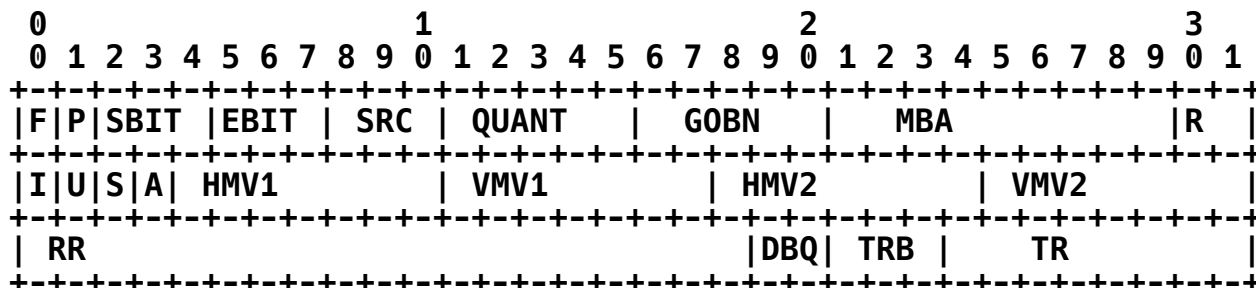 0                   1                   2                   3
0 1 2 3 4 5 6 7 8 9 0 1 2 3 4 5 6 7 8 9 0 1 2 3 4 5 6 7 8 9 0 1
+-+-+-+-+-+-+-+-+-+-+-+-+-+-+-+-+-+-+-+-+-+-+-+-+-+-+-+-+-+-+-+-+
|F|P|SBIT |EBIT | SRC | QUANT   |  GOBN   |   MBA            |R  |
+-+-+-+-+-+-+-+-+-+-+-+-+-+-+-+-+-+-+-+-+-+-+-+-+-+-+-+-+-+-+-+-+
|I|U|S|A| HMV1        | VMV1        | HMV2        | VMV2        |
+-+-+-+-+-+-+-+-+-+-+-+-+-+-+-+-+-+-+-+-+-+-+-+-+-+-+-+-+-+-+-+-+
| RR                                  |DBQ| TRB |    TR         |
+-+-+-+-+-+-+-+-+-+-+-+-+-+-+-+-+-+-+-+-+-+-+-+-+-+-+-+-+-+-+-+-+